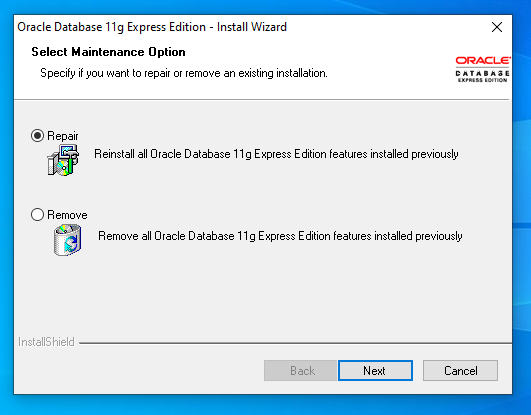 Oracle Database 11g Express Edition - Install Wizard
Select Maintenance Option
Specify if you want to repair or remove an existing installation.
ORACLE
DATABASE
EXPRESS EDITION
Repair
Reinstall all Oracle Database 11g Express Edition features installed previously
Remove
Remove all Oracle Database 11g Express Edition features installed previously
InstallShield
Back
Next
Cancel